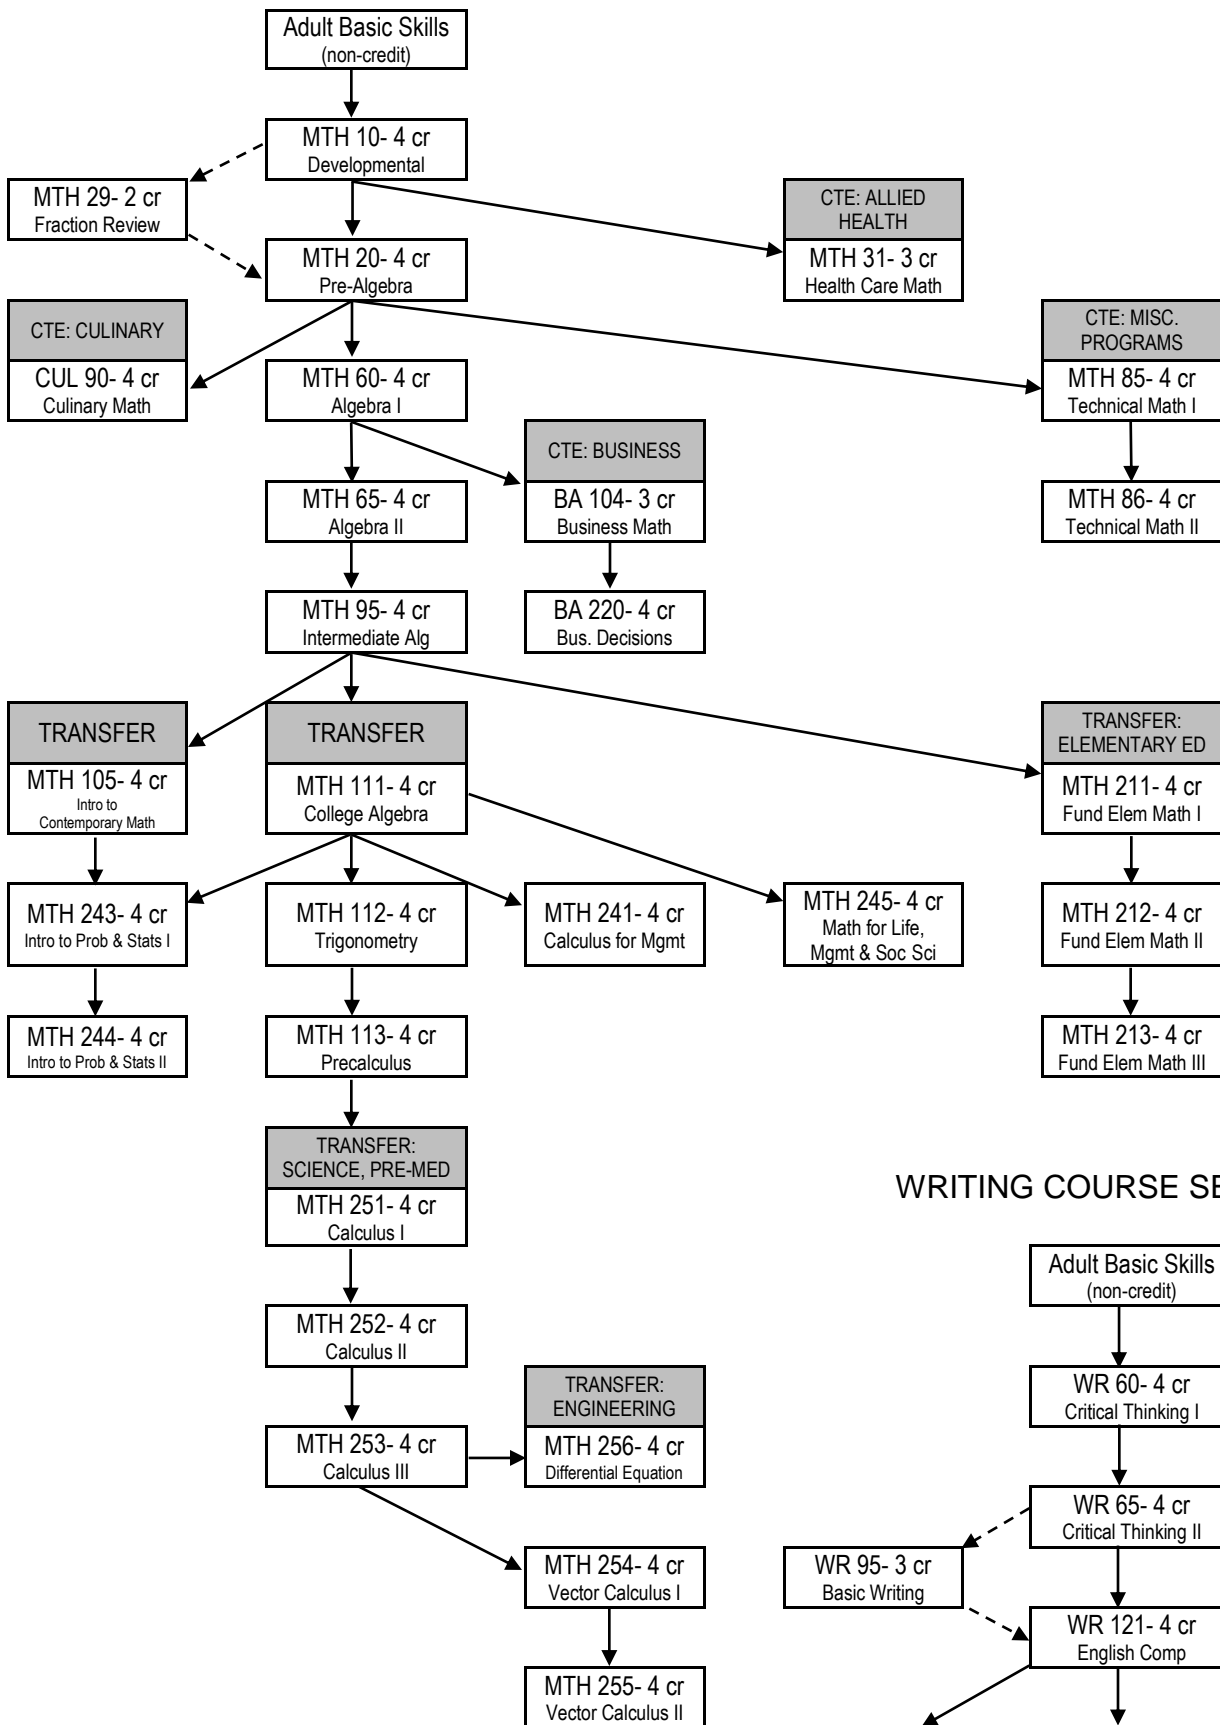 Adult Basic Skills
(non-credit)
MTH 10- 4 cr
Developmental
MTH 29- 2 cr
Fraction Review
CTE: ALLIED
HEALTH
MTH 31- 3 cr
Health Care Math
MTH 20- 4 cr
Pre-Algebra
CTE: CULINARY
CUL 90- 4 cr
Culinary Math
MTH 60- 4 cr
Algebra I
CTE: MISC.
PROGRAMS
MTH 85- 4 cr
Technical Math I
CTE: BUSINESS
BA 104- 3 cr
Business Math
MTH 65- 4 cr
Algebra II
MTH 86- 4 cr
Technical Math II
MTH 95- 4 cr
Intermediate Alg
BA 220- 4 cr
Bus. Decisions
TRANSFER
MTH 105- 4 cr
Intro to
Contemporary Math
TRANSFER
MTH 111- 4 cr
College Algebra
TRANSFER:
ELEMENTARY ED
MTH 211- 4 cr
Fund Elem Math I
MTH 243- 4 cr
Intro to Prob & Stats I
MTH 112- 4 cr
Trigonometry
MTH 241- 4 cr
Calculus for Mgmt
MTH 245- 4 cr
Math for Life,
Mgmt & Soc Sci
MTH 212- 4 cr
Fund Elem Math II
MTH 244- 4 cr
Intro to Prob & Stats II
MTH 113- 4 cr
Precalculus
MTH 213- 4 cr
Fund Elem Math III
TRANSFER:
SCIENCE, PRE-MED
MTH 251- 4 cr
Calculus I
WRITING COURSE SE
MTH 252- 4 cr
Calculus II
Adult Basic Skills
(non-credit)
TRANSFER:
ENGINEERING
MTH 256- 4 cr
Differential Equation
MTH 253- 4 cr
Calculus III
WR 60- 4 cr
Critical Thinking I
WR 65- 4 cr
Critical Thinking II
MTH 254- 4 cr
Vector Calculus I
WR 95- 3 cr
Basic Writing
WR 121- 4 cr
English Comp
MTH 255- 4 cr
Vector Calculus II